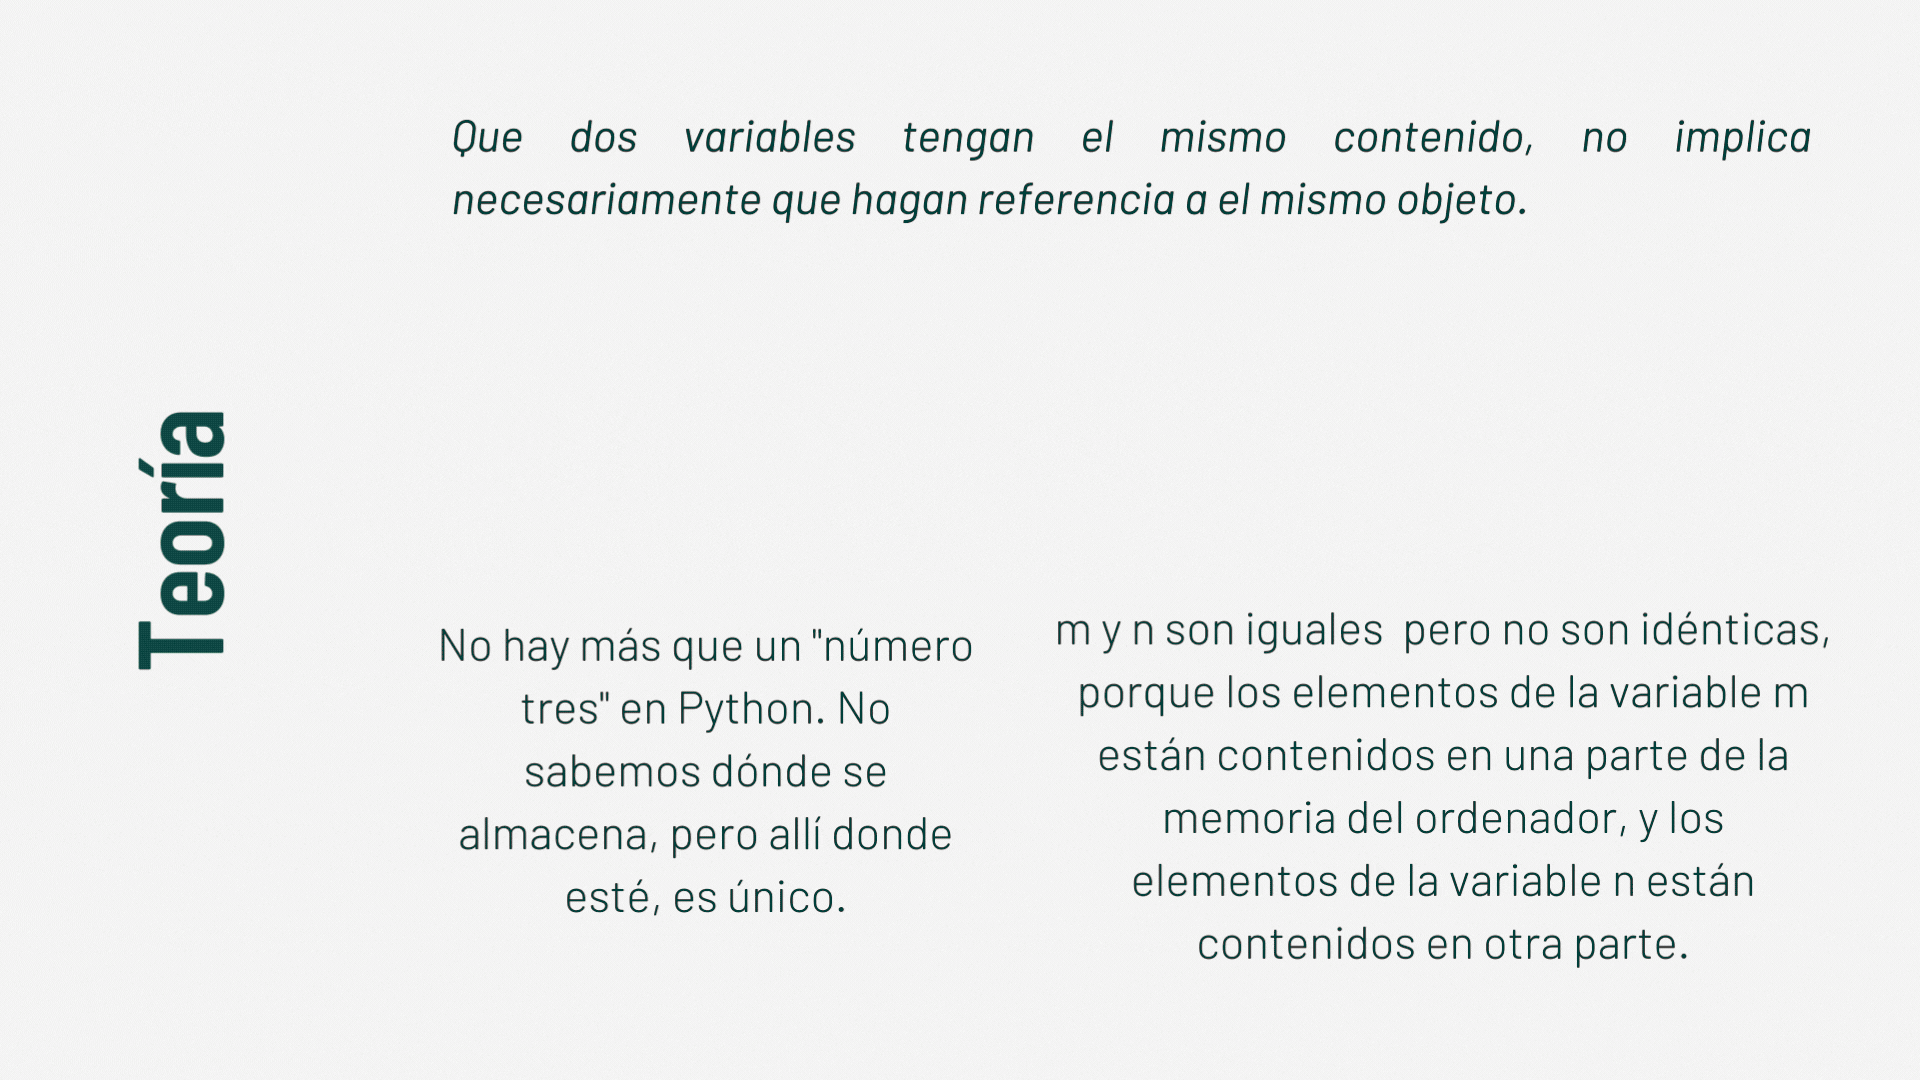 Que dos variables tengan el mismo contenido, no implica
necesariamente que hagan referencia a el mismo objeto.
Teoría
No hay más que un "número
tres" en Python. No
sabemos dónde se
almacena, pero allí donde
esté, es único.
m y n son iguales  pero no son idénticas,
porque los elementos de la variable m
están contenidos en una parte de la
memoria del ordenador, y los
elementos de la variable n están
contenidos en otra parte.